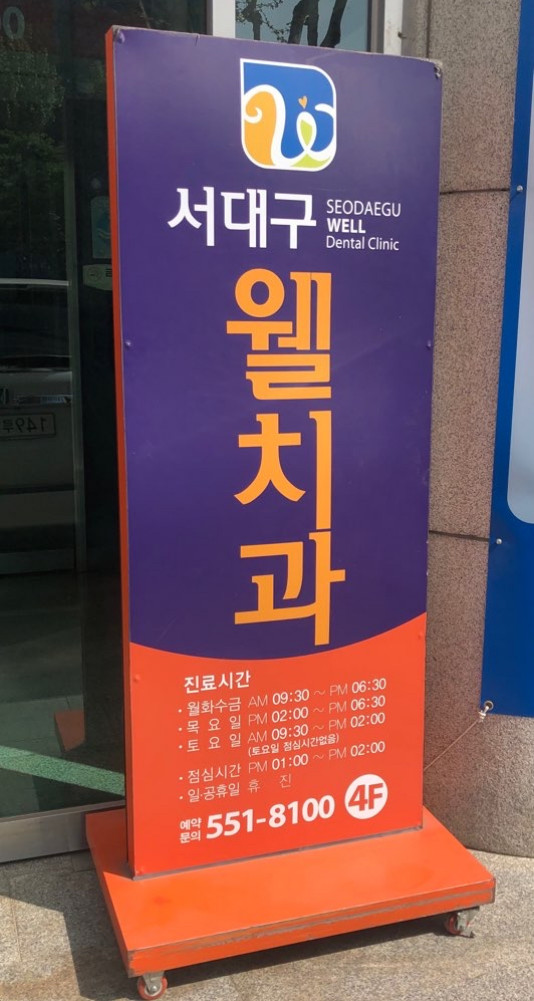 서대구
SEODAEGU
WELL
Dental Clinic
웰치과
진료시간
· 월화수금 AM 09:30 ~ PM 06:30
· 목 요 일 PM 02:00 ~ PM 06:30
· 토 요 일 AM 09:30 ~ PM 02:00
(토요일 점심시간없음)
· 점심시간 PM 01:00 ~ PM 02:00
· 일·공휴일 휴 진
예약
문의 551-8100 4F